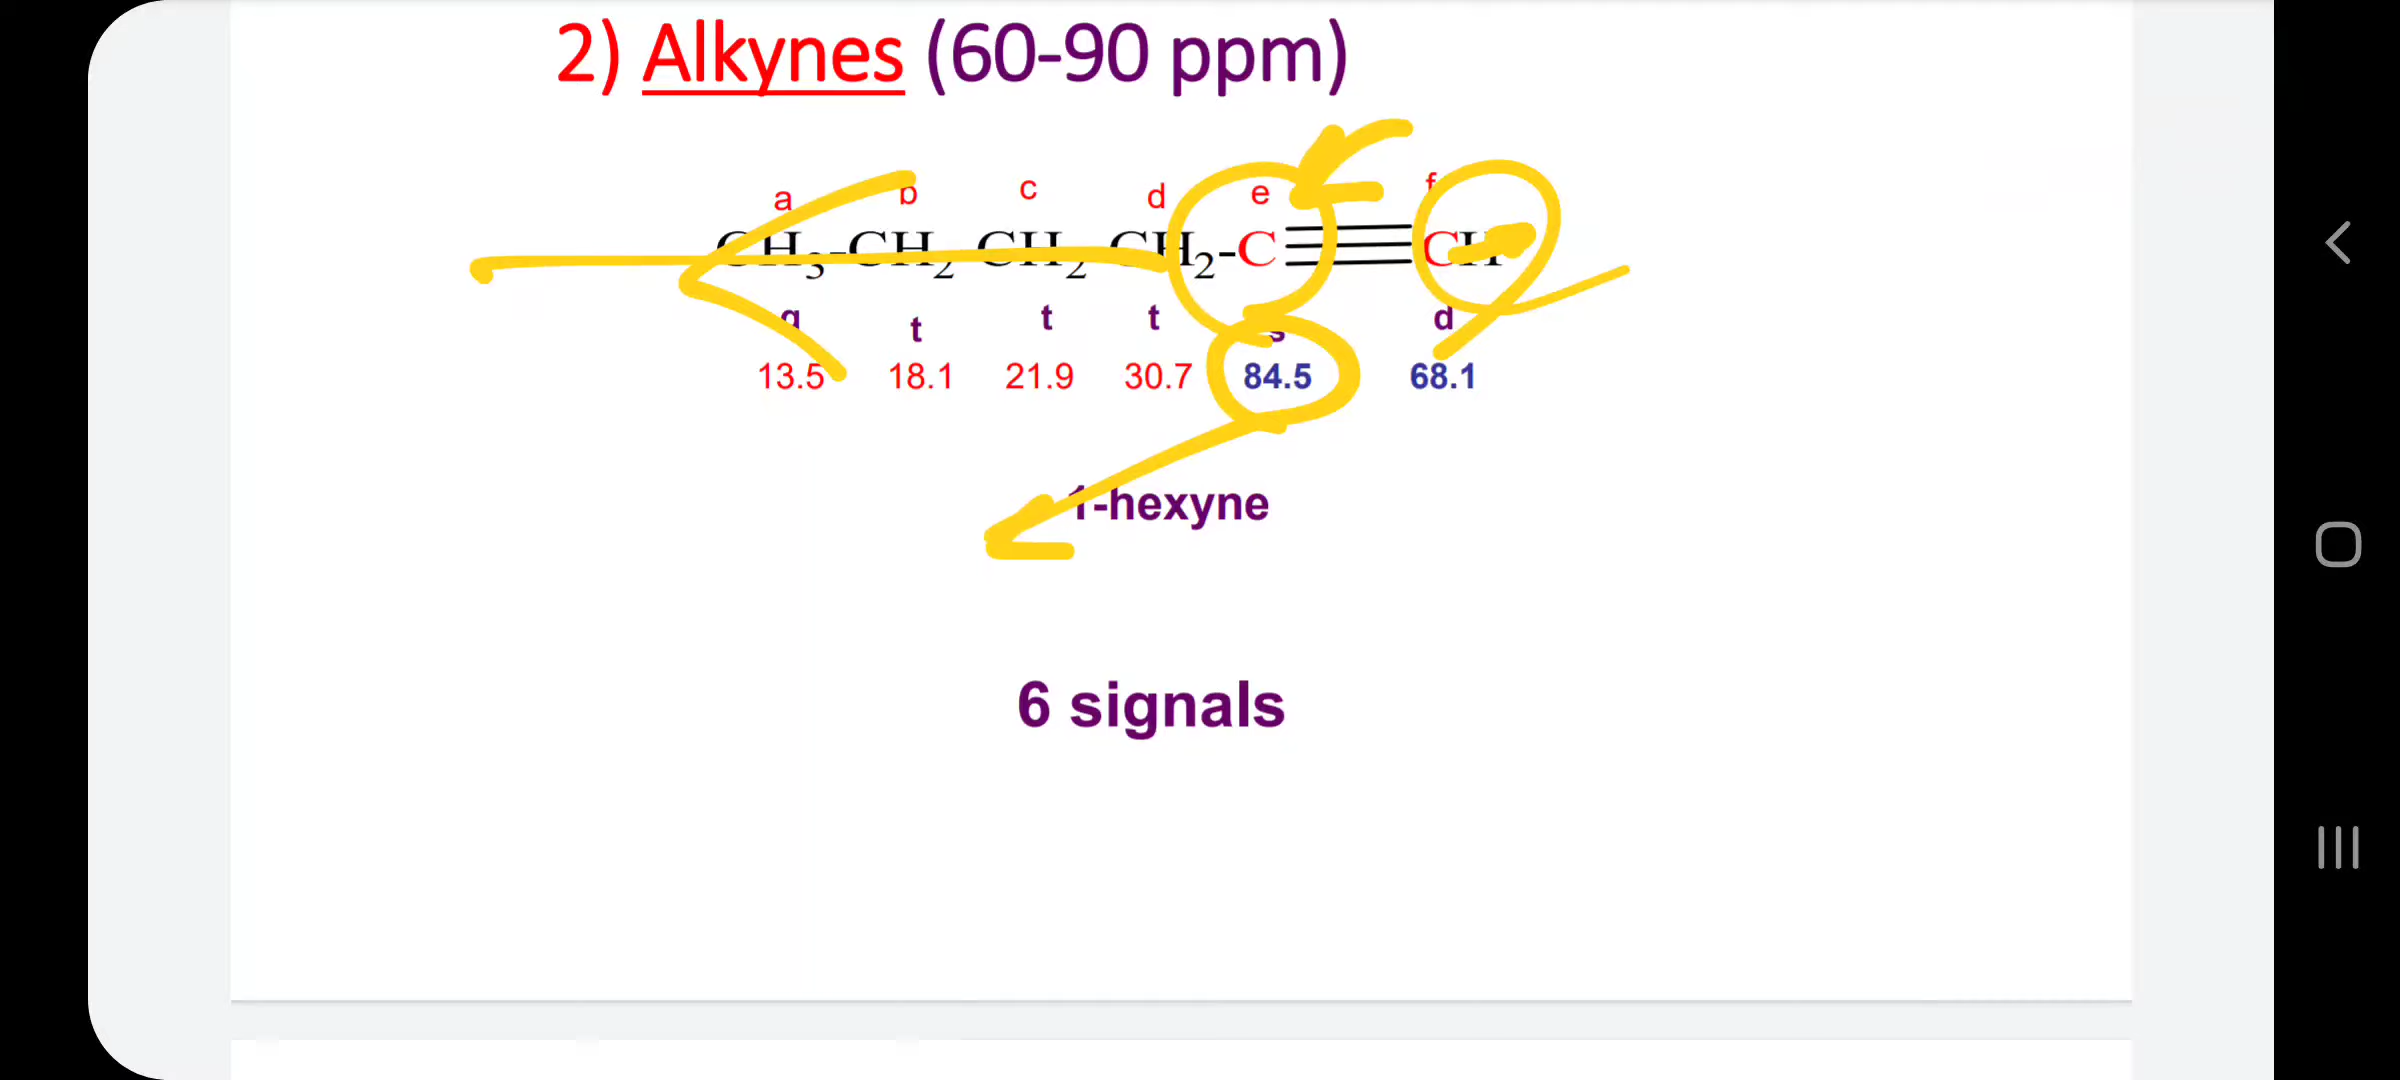 2) Alkynes (60-90 ppm)
a b c d e f
CH3-CH2-CH2-CH2-C≡CH
q t t t s d
13.5 18.1 21.9 30.7 84.5 68.1
1-hexyne
6 signals